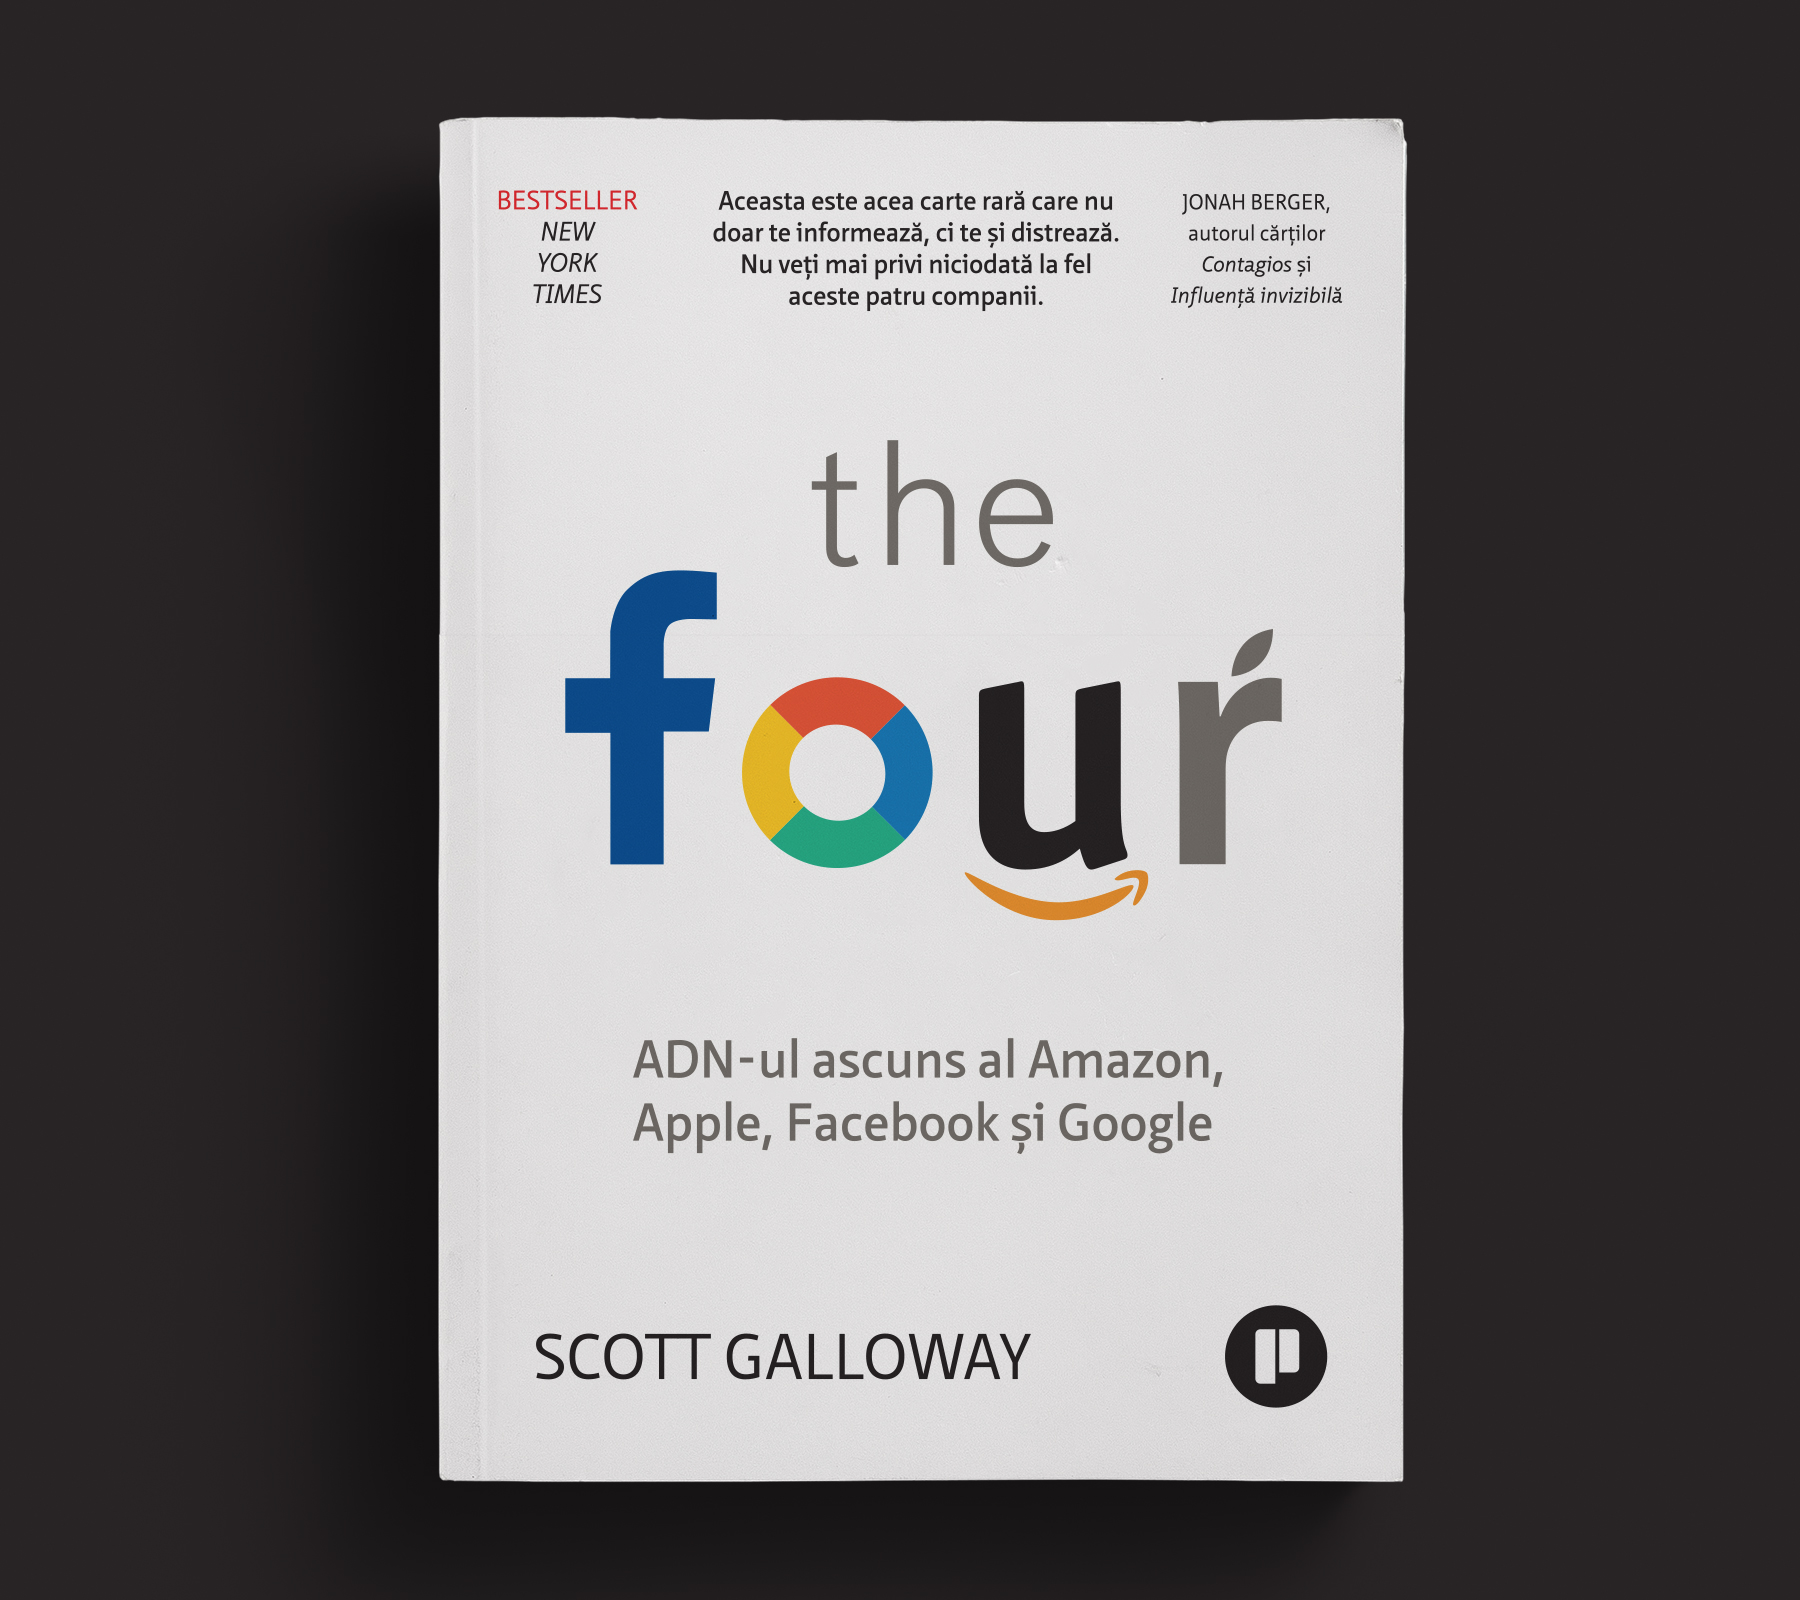 BESTSELLER
NEW
YORK
TIMES
Aceasta este acea carte rară care nu
doar te informează, ci te și distrează.
Nu veți mai privi niciodată la fel
aceste patru companii.
JONAH BERGER,
autorul cărților
Contagios și
Influență invizibilă
the
four
ADN-ul ascuns al Amazon,
Apple, Facebook și Google
SCOTT GALLOWAY